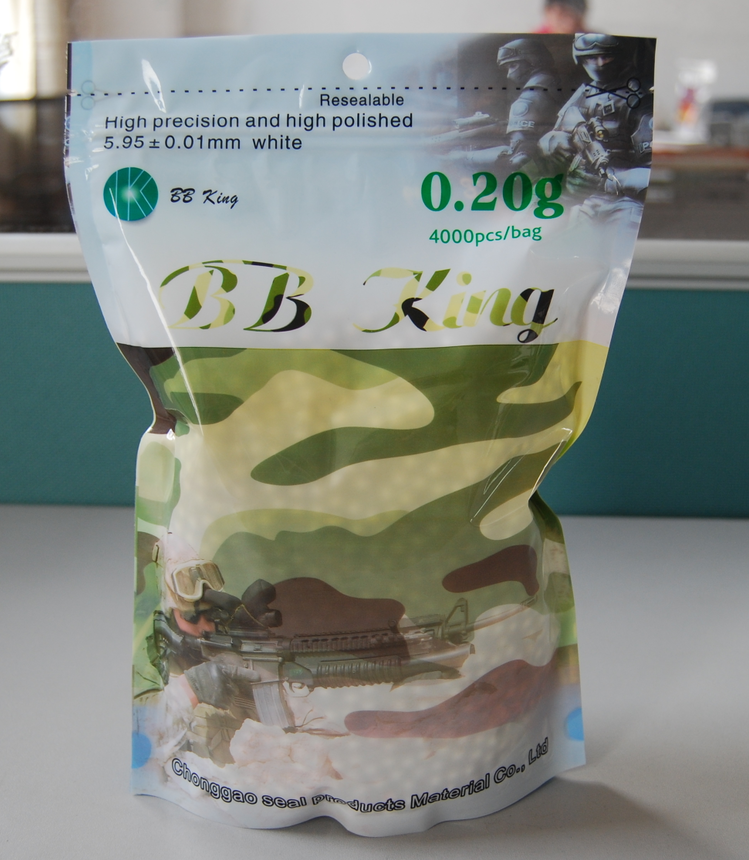 Resealable
High precision and high polished
5.95±0.01mm white
BB King
0.20g
4000pcs/bag
BB King
Chonggao seal products Material Co., Ltd